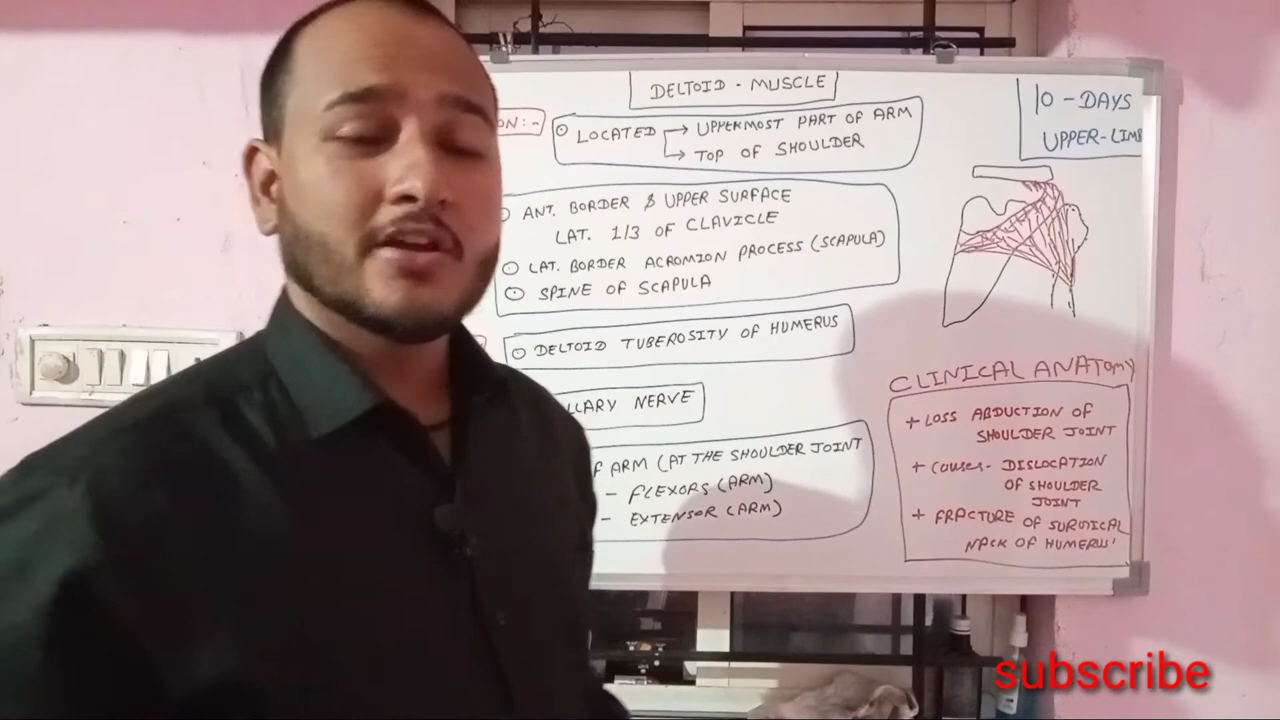 DELTOID - MUSCLE
10 - DAYS
UPPER-LIMB
ON :-
LOCATED → UPPERMOST PART OF ARM
→ TOP OF SHOULDER
ANT. BORDER & UPPER SURFACE
LAT. 1/3 OF CLAVICLE
LAT. BORDER ACROMION PROCESS (SCAPULA)
SPINE OF SCAPULA
DELTOID TUBEROSITY OF HUMERUS
LLARY NERVE
F ARM (AT THE SHOULDER JOINT
- FLEXORS (ARM)
- EXTENSOR (ARM)
CLINICAL ANATOMY
+ LOSS ABDUCTION OF
SHOULDER JOINT
+ CAUSES - DISLOCATION
OF SHOULDER
JOINT
+ FRACTURE OF SURGICAL
NACK OF HUMERUS'
subscribe